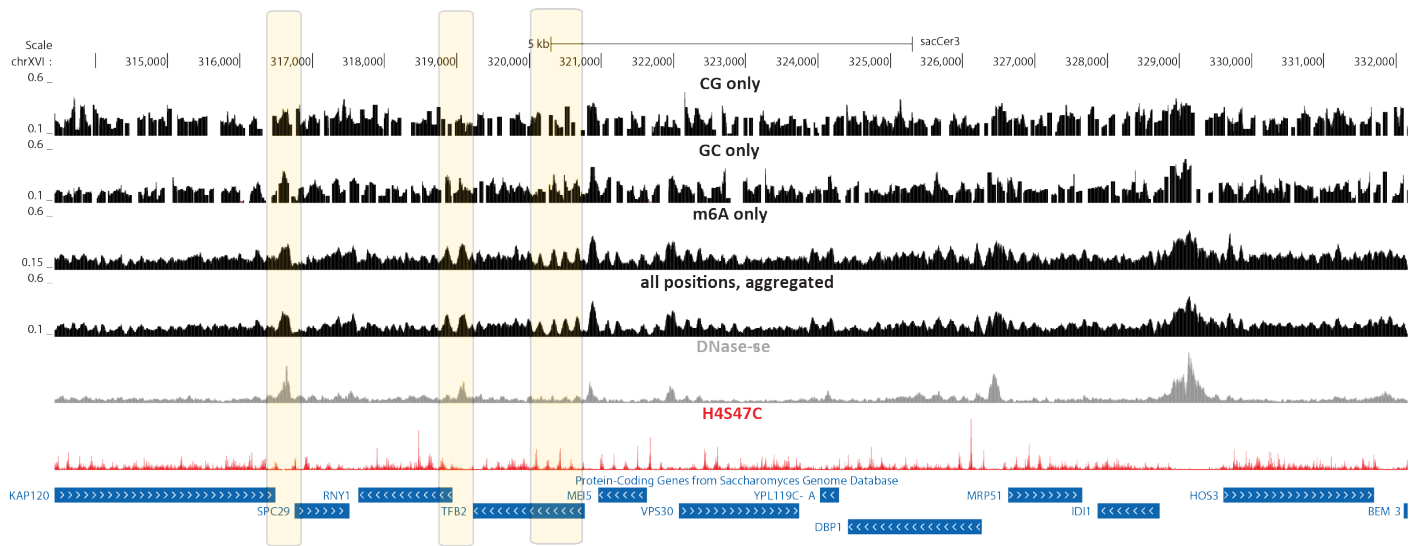 5 kb sacCer3
Scale
chrXVI : 315,000 316,000 317,000 318,000 319,000 320,000 321,000 322,000 323,000 324,000 325,000 326,000 327,000 328,000 329,000 330,000 331,000 332,000
0.6
CG only
0.1
0.6
GC only
0.1
0.6
m6A only
0.15
0.6
all positions, aggregated
0.1
DNase-se
H4S47C
Protein-Coding Genes from Saccharomyces Genome Database
KAP120 RNY1 MEI5 YPL119C- A MRP51 HOS3
SPC29 TFB2 VPS30 IDI1 BEM 3
DBP1